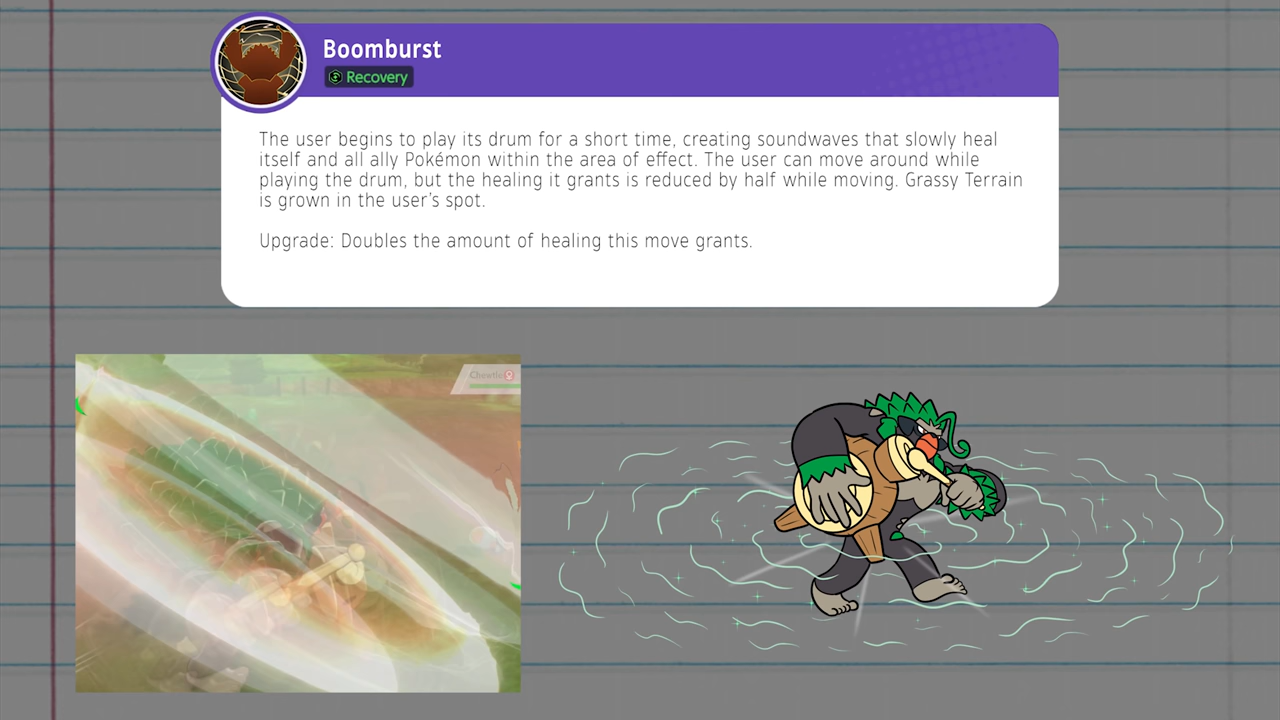 Boomburst
Recovery
The user begins to play its drum for a short time, creating soundwaves that slowly heal
itself and all ally Pokémon within the area of effect. The user can move around while
playing the drum, but the healing it grants is reduced by half while moving. Grassy Terrain
is grown in the user's spot.
Upgrade: Doubles the amount of healing this move grants.